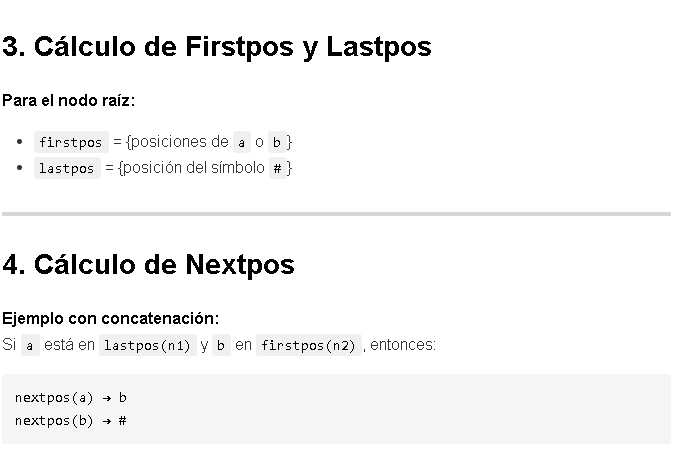 3. Cálculo de Firstpos y Lastpos
Para el nodo raíz:
• firstpos = {posiciones de a o b }
• lastpos = {posición del símbolo # }
4. Cálculo de Nextpos
Ejemplo con concatenación:
Si a está en lastpos(n1) y b en firstpos(n2) , entonces:
nextpos(a) → b
nextpos(b) → #